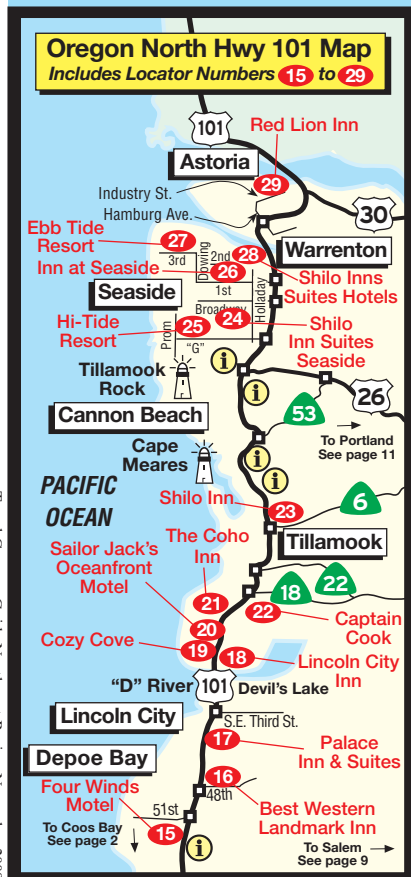 Oregon North Hwy 101 Map
Includes Locator Numbers 15 to 29
101
Red Lion Inn
Astoria
29
Industry St.
Hamburg Ave.
30
Ebb Tide
Resort
27
3rd
Dowing
2nd
28
Warrenton
Inn at Seaside
26
Shilo Inns
Suites Hotels
Seaside
1st
Holladay
Broadway
Hi-Tide
Resort
25
24
Shilo
Inn Suites
Seaside
Prom
"G"
i
Tillamook
Rock
i
26
Cannon Beach
53
To Portland
See page 11
Cape
Meares
i
i
PACIFIC
OCEAN
Shilo Inn
23
6
The Coho
Inn
Tillamook
Sailor Jack's
Oceanfront
Motel
21
18
22
22
Captain
Cook
20
Cozy Cove
19
18
Lincoln City
Inn
"D" River
101
Devil's Lake
Lincoln City
S.E. Third St.
17
Palace
Inn & Suites
Depoe Bay
16
48th
Four Winds
Motel
51st
Best Western
Landmark Inn
To Coos Bay
See page 2
15
i
To Salem
See page 9